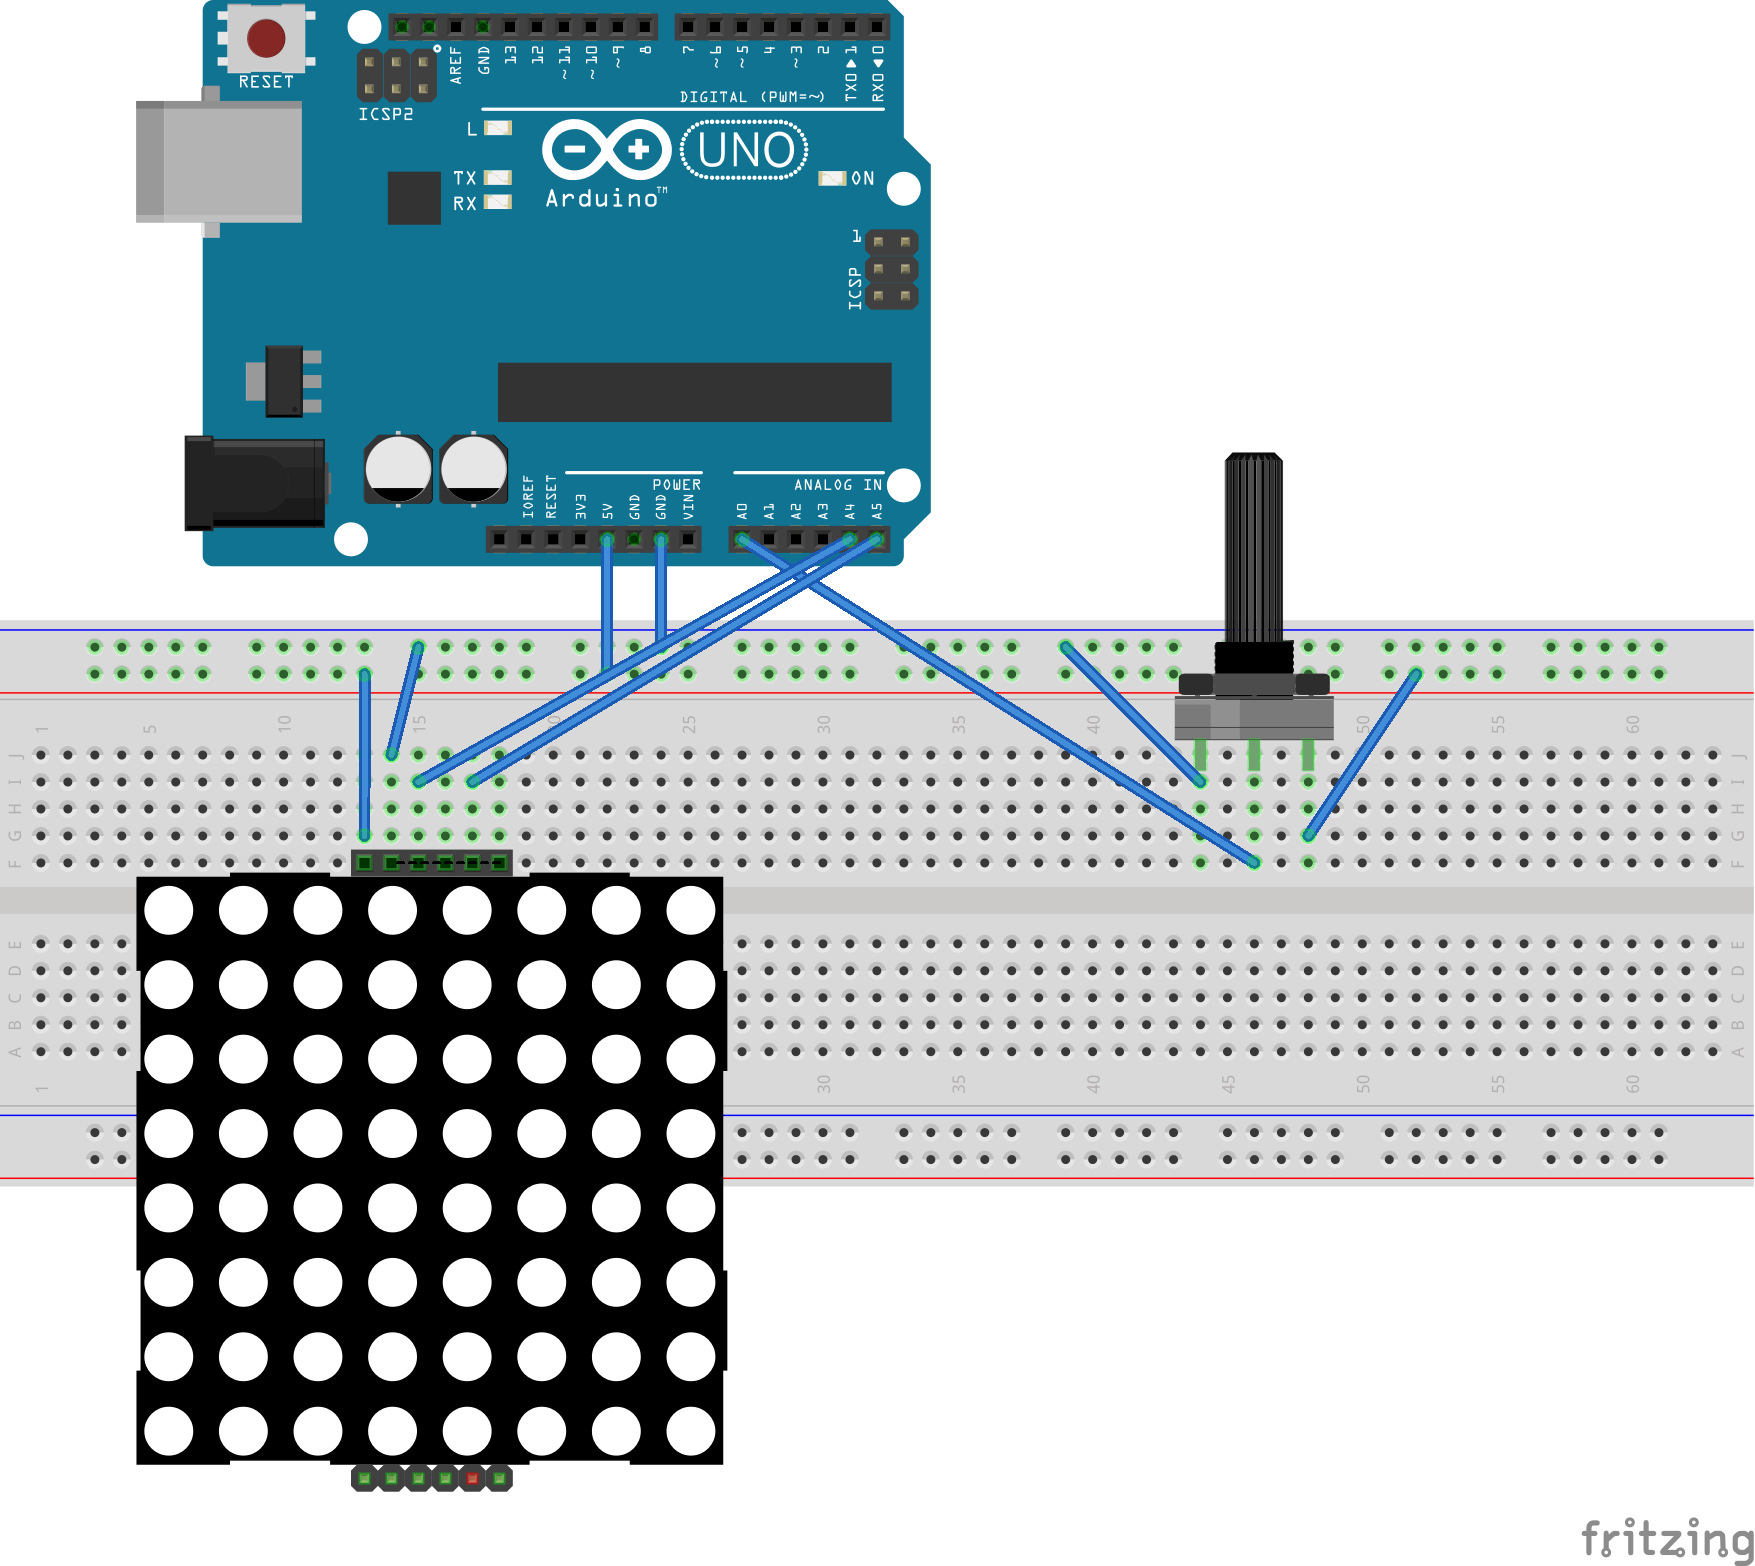 RESET
ICSP2
AREF
GND
13
12
~11
~10
~9
8
7
~6
~5
4
~3
2
TX0▶1
RX0◀0
DIGITAL (PWM=~)
L
TX
RX
Arduino™
UNO
ON
1
ICSP
POWER
ANALOG IN
IOREF
RESET
3V3
5V
GND
GND
VIN
A0
A1
A2
A3
A4
A5
1 5 10 15 20 25 30 35 40 50 55 60
J J
I I
H H
G G
F F
E E
D D
C C
B B
A A
1 30 35 40 45 50 55 60
fritzing